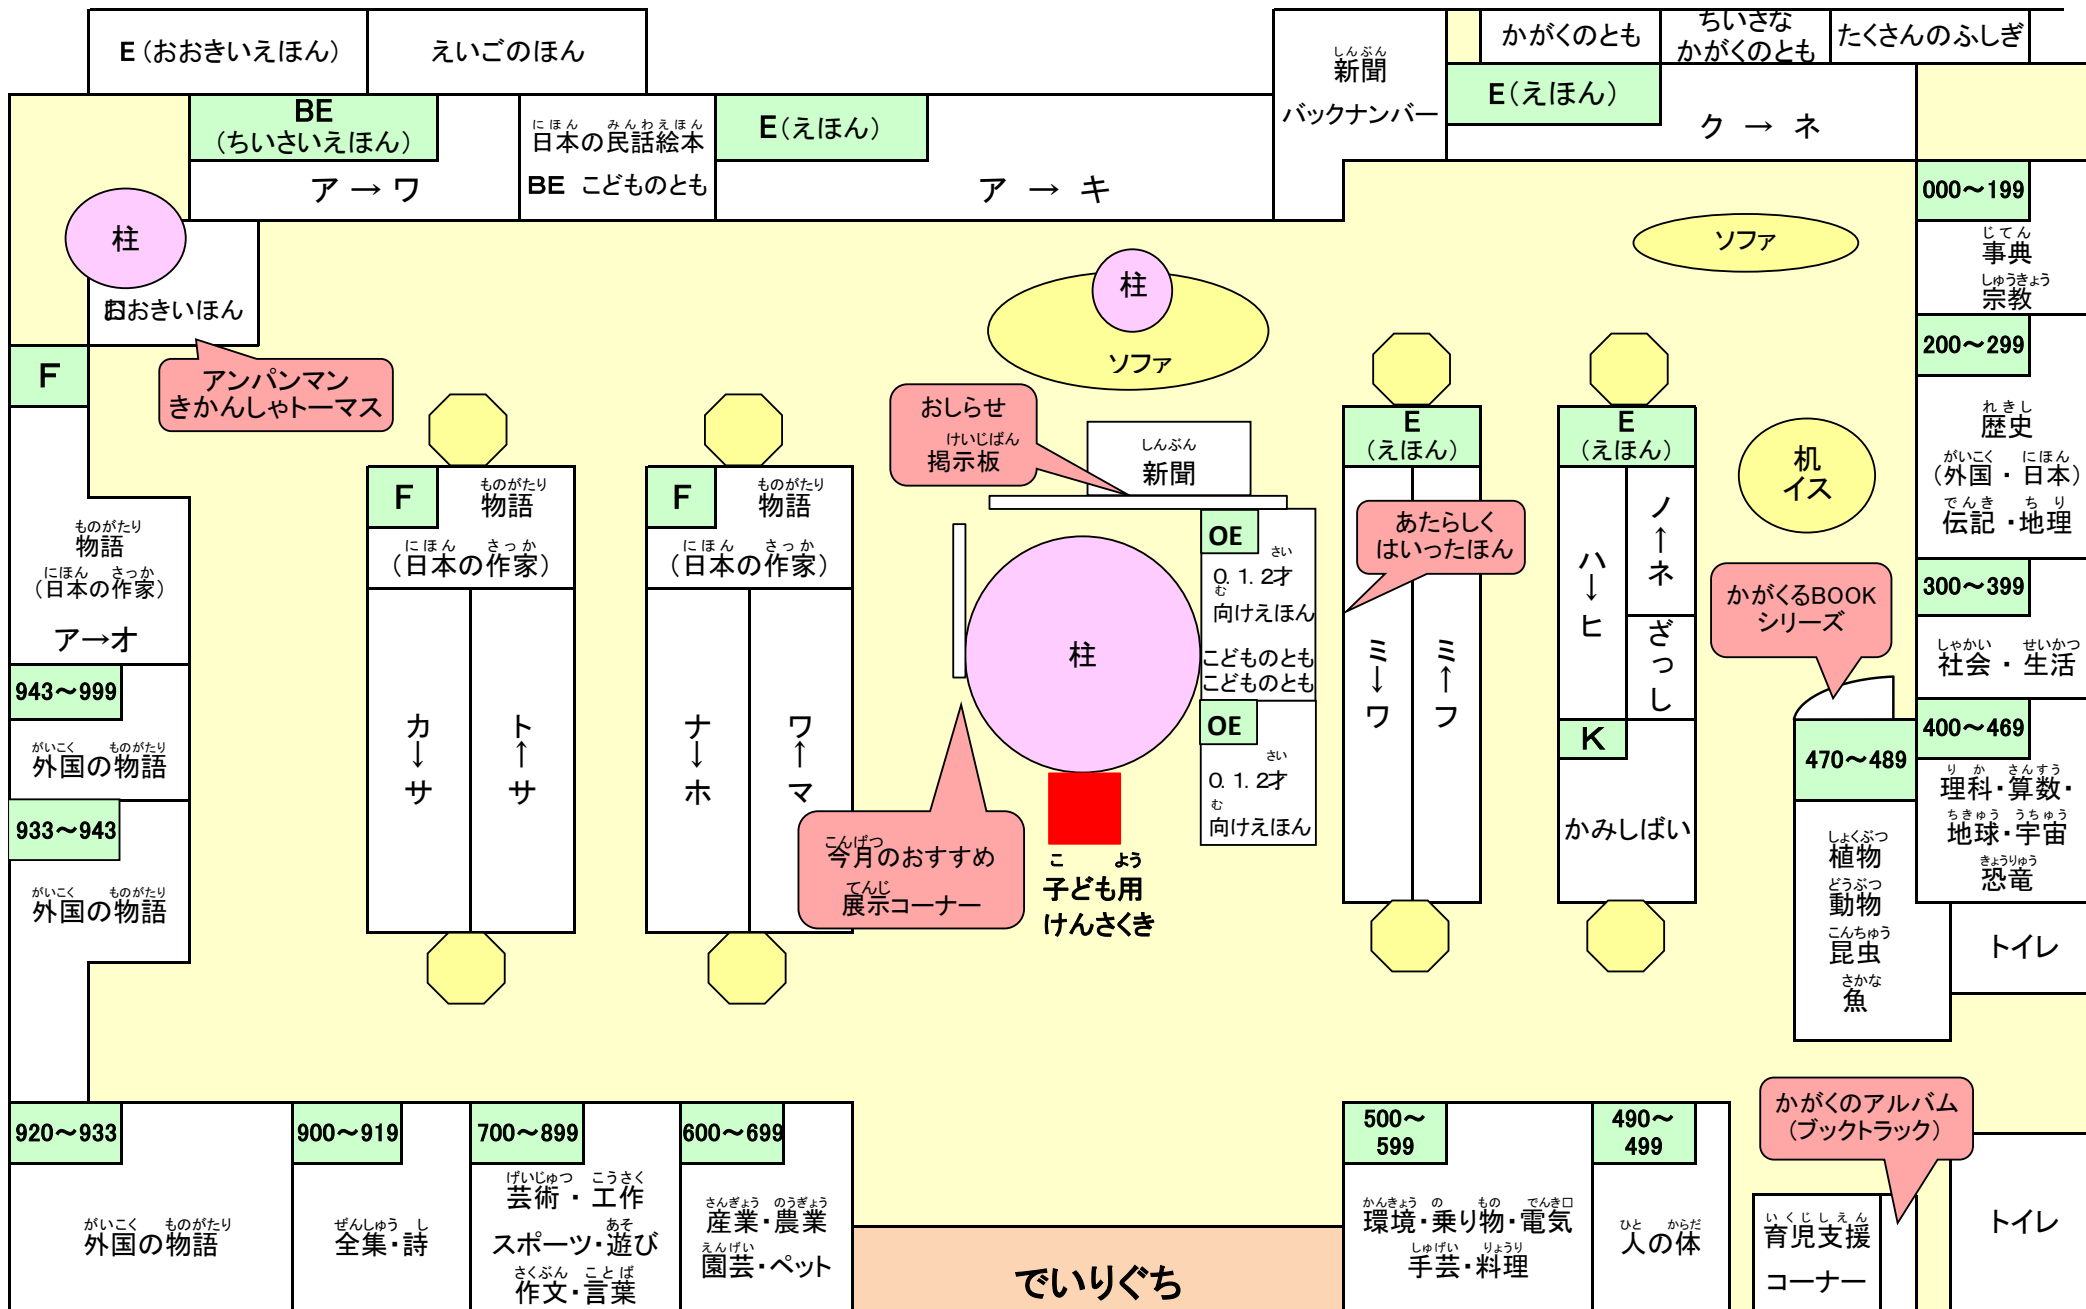 E（おおきいえほん）
えいごのほん
しんぶん
新聞
バックナンバー
かがくのとも
ちいさな
かがくのとも
たくさんのふしぎ
BE
（ちいさいえほん）
ア → ワ
にほん みんわえほん
日本の民話絵本
BE こどものとも
E（えほん）
ア → キ
E（えほん）
ク → ネ
柱
おおきいほん
アンパンマン
きかんしゃトーマス
柱
ソファ
ソファ
000～199
じてん
事典
しゅうきょう
宗教
200～299
れきし
歴史
がいこく にほん
（外国・日本）
でんき ちり
伝記・地理
300～399
しゃかい せいかつ
社会・生活
400～469
りか さんすう
理科・算数・
ちきゅう うちゅう
地球・宇宙
きょうりゅう
恐竜
F
ものがたり
物語
にほん さっか
（日本の作家）
ア→オ
943～999
がいこく ものがたり
外国の物語
933～943
がいこく ものがたり
外国の物語
F
ものがたり
物語
にほん さっか
（日本の作家）
カ→サ
ト←サ
F
ものがたり
物語
にほん さっか
（日本の作家）
ナ→ホ
ワ←マ
おしらせ
けいじばん
掲示板
しんぶん
新聞
柱
OE
さい
0．1．2才
む
向けえほん
こどものとも
こどものとも
OE
さい
0．1．2才
む
向けえほん
こんげつ
今月のおすすめ
てんじ
展示コーナー
こ よう
子ども用
けんさくき
E
（えほん）
あたらしく
はいったほん
ミ→ワ
ミ←フ
E
（えほん）
ハ→ヒ
ノ←ネ
ざっし
K
かみしばい
机
イス
かがくるBOOK
シリーズ
470～489
しょくぶつ
植物
どうぶつ
動物
こんちゅう
昆虫
さかな
魚
トイレ
920～933
がいこく ものがたり
外国の物語
900～919
ぜんしゅう し
全集・詩
700～899
げいじゅつ こうさく
芸術・工作
あそ
スポーツ・遊び
さくぶん ことば
作文・言葉
600～699
さんぎょう のうぎょう
産業・農業
えんげい
園芸・ペット
でいりぐち
500～
599
かんきょう の もの でんき□
環境・乗り物・電気
しゅげい りょうり
手芸・料理
490～
499
ひと からだ
人の体
かがくのアルバム
（ブックトラック）
いくじしえん
育児支援
コーナー
トイレ